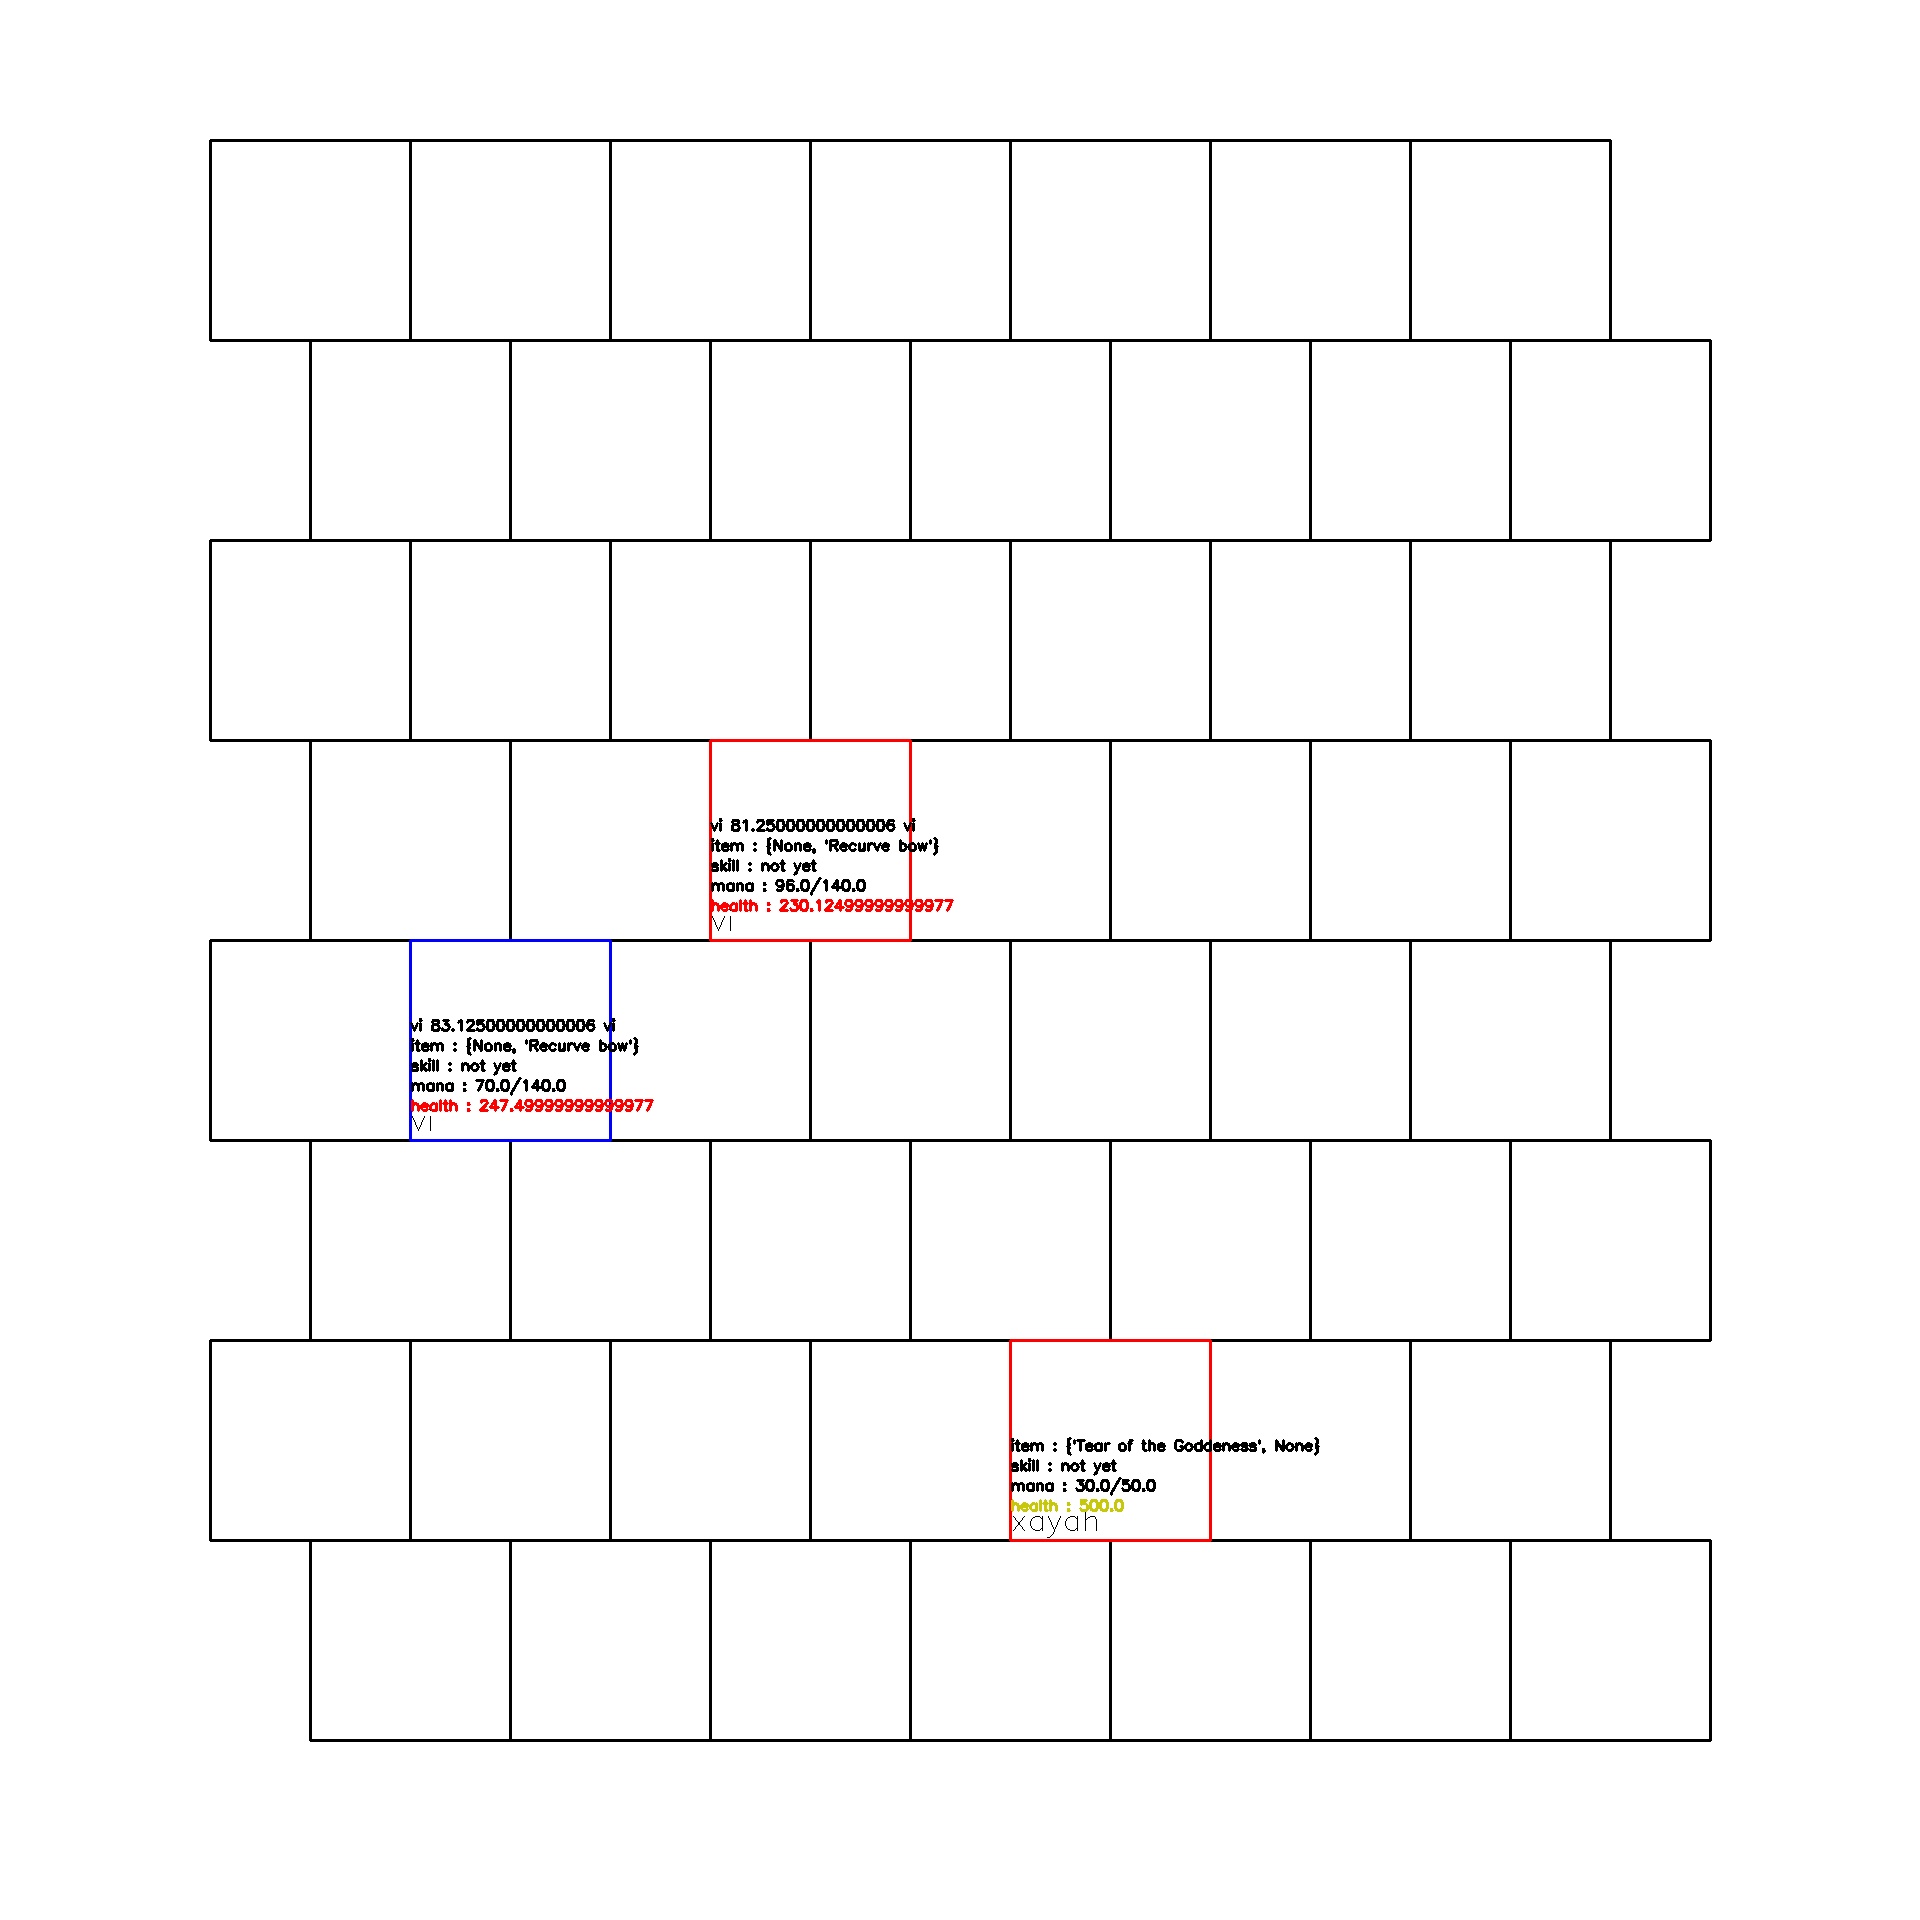 vi 81.25000000000006 vi
item : {None, 'Recurve bow'}
skill : not yet
mana : 96.0/140.0
health : 230.12499999999977
vi
vi 83.12500000000006 vi
item : {None, 'Recurve bow'}
skill : not yet
mana : 70.0/140.0
health : 247.49999999999977
vi
item : {'Tear of the Goddeness', None}
skill : not yet
mana : 30.0/50.0
health : 500.0
xayah